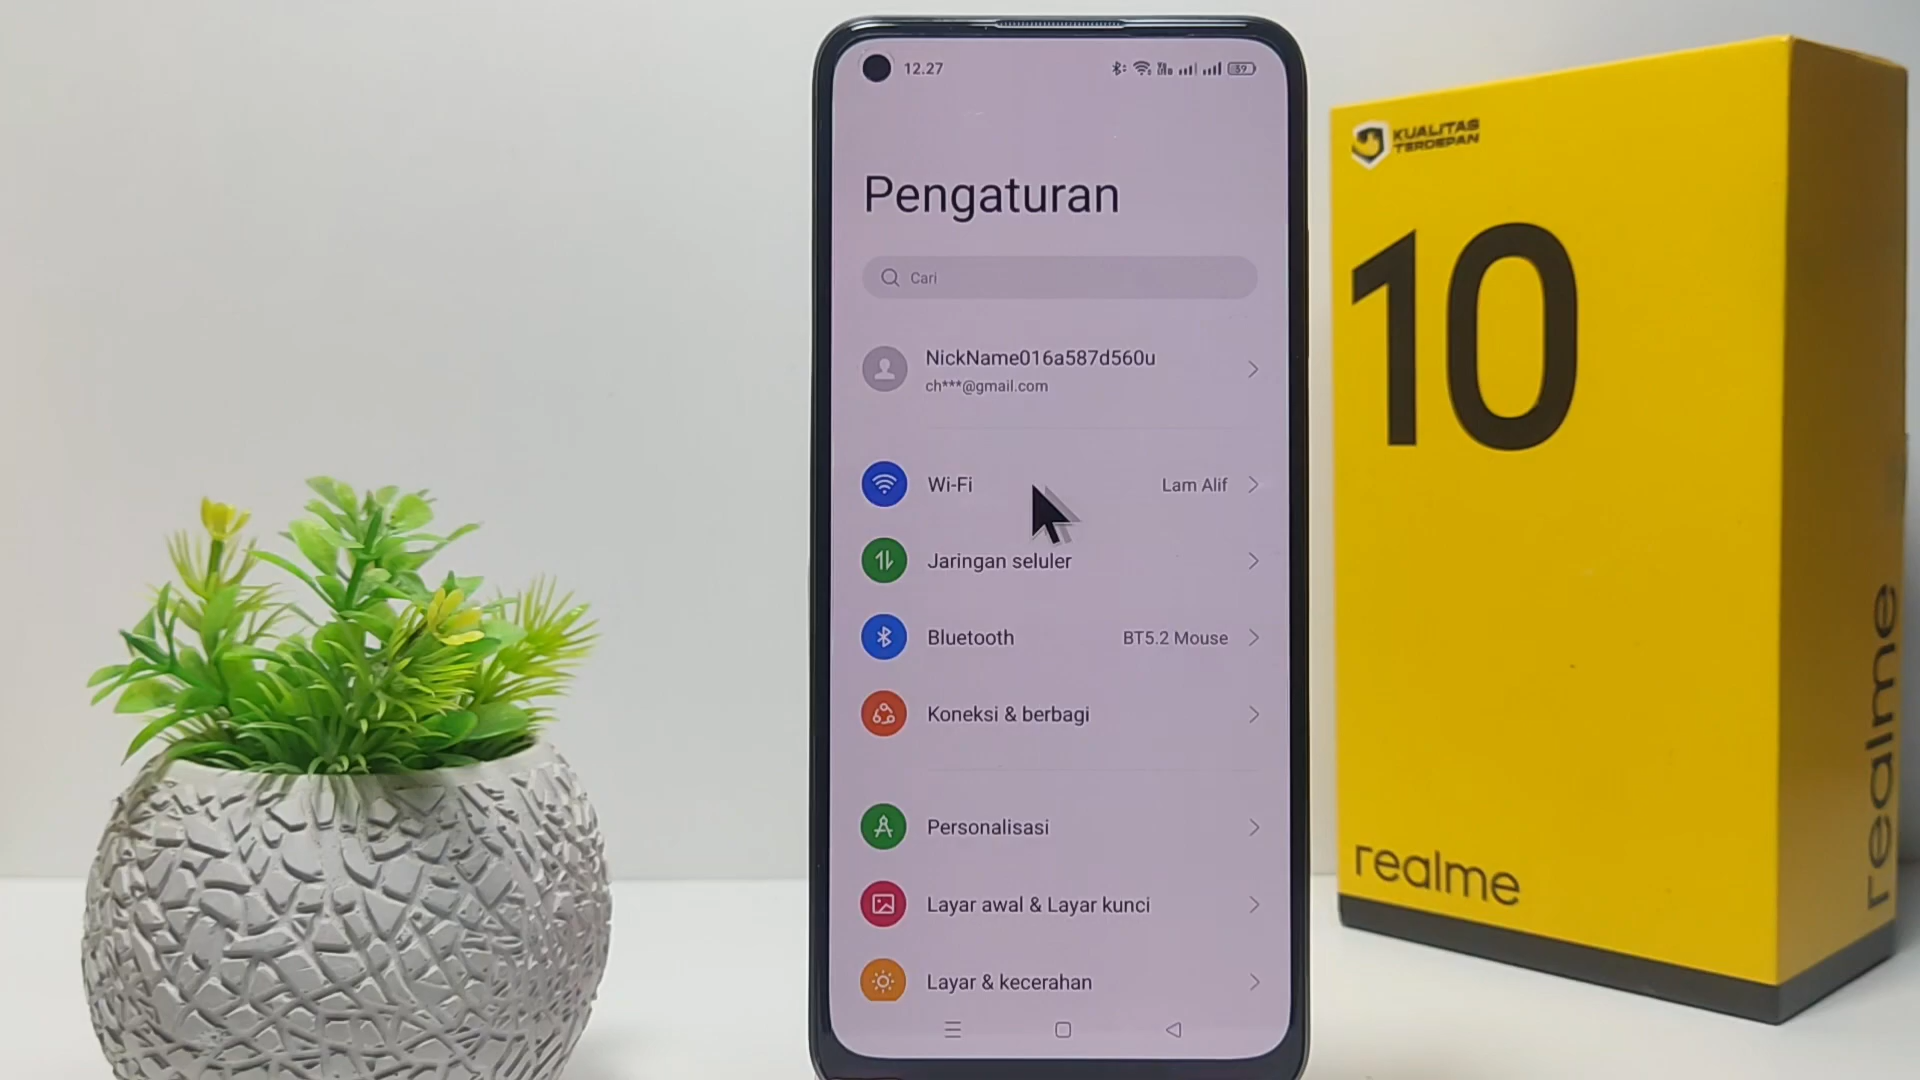 12.27
59
Pengaturan
Cari
NickName016a587d560u
ch***@gmail.com
Wi-Fi
Lam Alif
Jaringan seluler
Bluetooth
BT5.2 Mouse
Koneksi & berbagi
Personalisasi
Layar awal & Layar kunci
Layar & kecerahan
KUALITAS
TERDEPAN
10
realme
realme